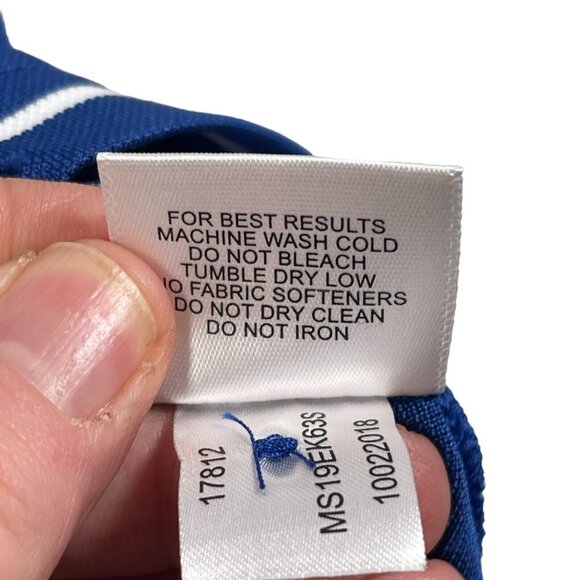 FOR BEST RESULTS
MACHINE WASH COLD
DO NOT BLEACH
TUMBLE DRY LOW
NO FABRIC SOFTENERS
DO NOT DRY CLEAN
DO NOT IRON
17812
MS19EK63S
10022018